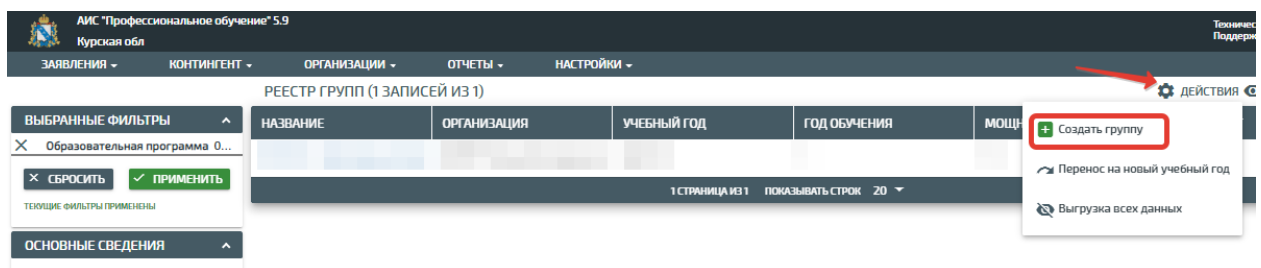 АИС "Профессиональное обучение" 5.9
Курская обл
ЗАЯВЛЕНИЯ КОНТИНГЕНТ ОРГАНИЗАЦИИ ОТЧЕТЫ НАСТРОЙКИ
РЕЕСТР ГРУПП (1 ЗАПИСЕЙ ИЗ 1) ДЕЙСТВИЯ
ВЫБРАННЫЕ ФИЛЬТРЫ
Образовательная программа 0...
СБРОСИТЬ ПРИМЕНИТЬ
ТЕКУЩИЕ ФИЛЬТРЫ ПРИМЕНЕНЫ
ОСНОВНЫЕ СВЕДЕНИЯ
НАЗВАНИЕ ОРГАНИЗАЦИЯ УЧЕБНЫЙ ГОД ГОД ОБУЧЕНИЯ
1 СТРАНИЦА ИЗ 1 ПОКАЗЫВАТЬ СТРОК 20
Создать группу
Перенос на новый учебный год
Выгрузка всех данных